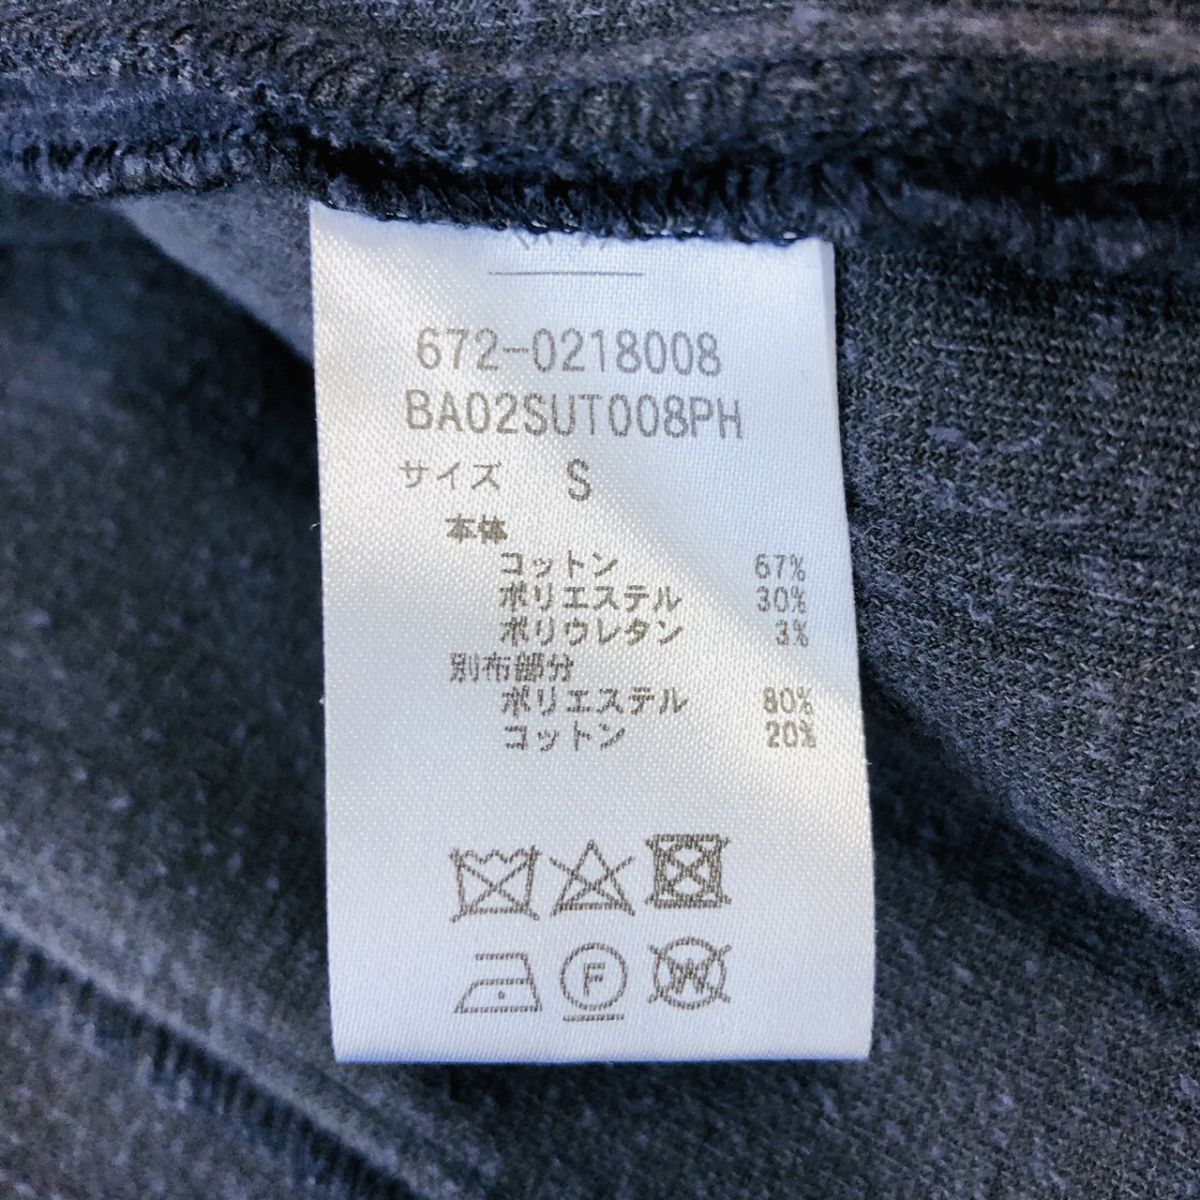 672-0218008
BA02SUT008PH
サイズ S
本体
コットン 67%
ポリエステル 30%
ポリウレタン 3%
別布部分
ポリエステル 80%
コットン 20%
F
W